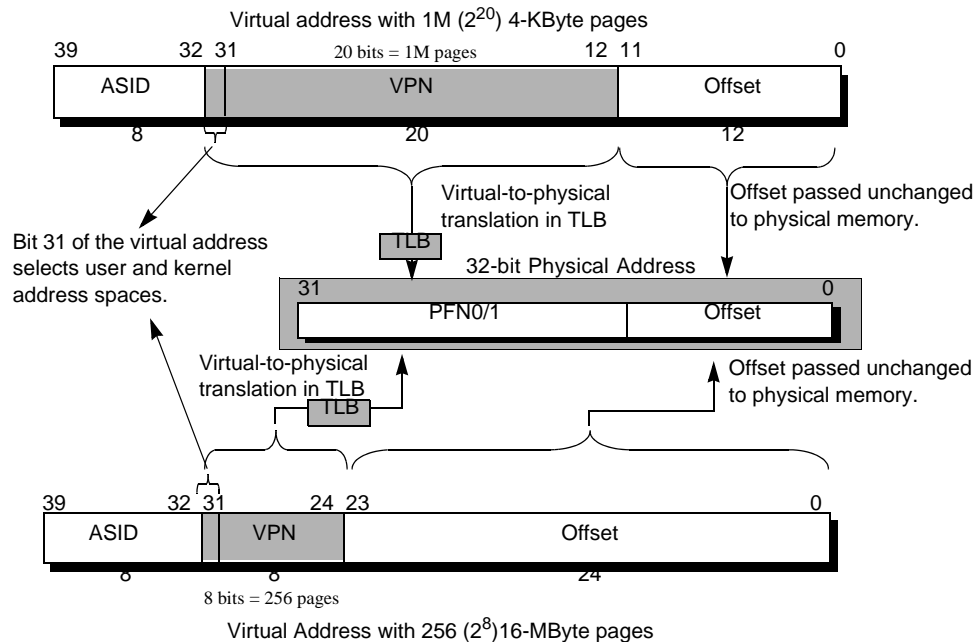 Virtual address with 1M (2²⁰) 4-KByte pages
39 32 31 20 bits = 1M pages 12 11 0
ASID VPN Offset
8 20 12
Virtual-to-physical
translation in TLB
Offset passed unchanged
to physical memory.
TLB
Bit 31 of the virtual address
selects user and kernel
address spaces.
32-bit Physical Address
31 0
PFN0/1 Offset
Virtual-to-physical
translation in TLB
Offset passed unchanged
to physical memory.
TLB
39 32 31 24 23 0
ASID VPN Offset
8 8 24
8 bits = 256 pages
Virtual Address with 256 (2⁸)16-MByte pages